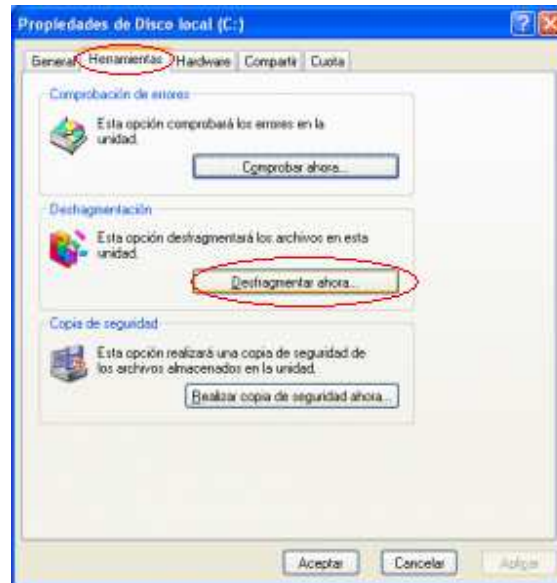 Propiedades de Disco local (C:)
General Herramientas Hardware Compartir Cuota
Comprobación de errores
Esta opción comprobará los errores en la
unidad.
Comprobar ahora...
Desfragmentación
Esta opción desfragmentará los archivos en esta
unidad.
Desfragmentar ahora...
Copia de seguridad
Esta opción realizará una copia de seguridad de
los archivos almacenados en la unidad.
Realizar copia de seguridad ahora...
Aceptar Cancelar Aplicar